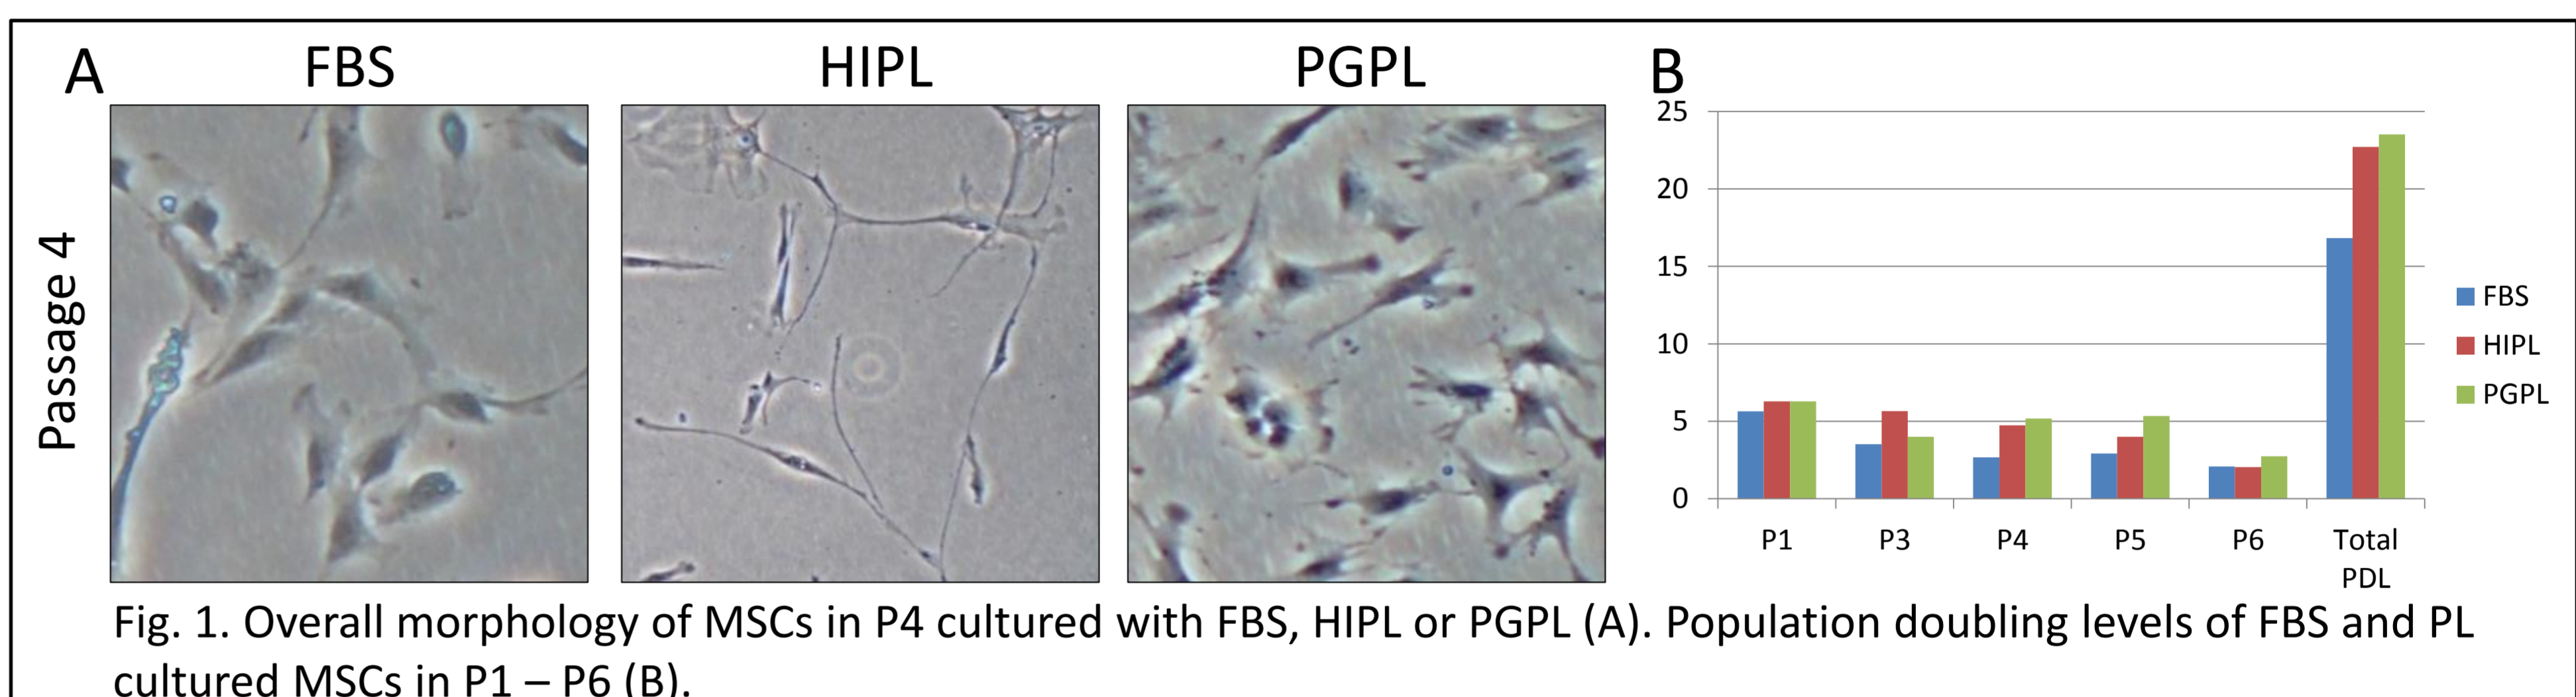 A
FBS
HIPL
PGPL
Passage 4
B
25
20
15
10
5
0
P1
P3
P4
P5
P6
Total
PDL
FBS
HIPL
PGPL
Fig. 1. Overall morphology of MSCs in P4 cultured with FBS, HIPL or PGPL (A). Population doubling levels of FBS and PL
cultured MSCs in P1 – P6 (B).